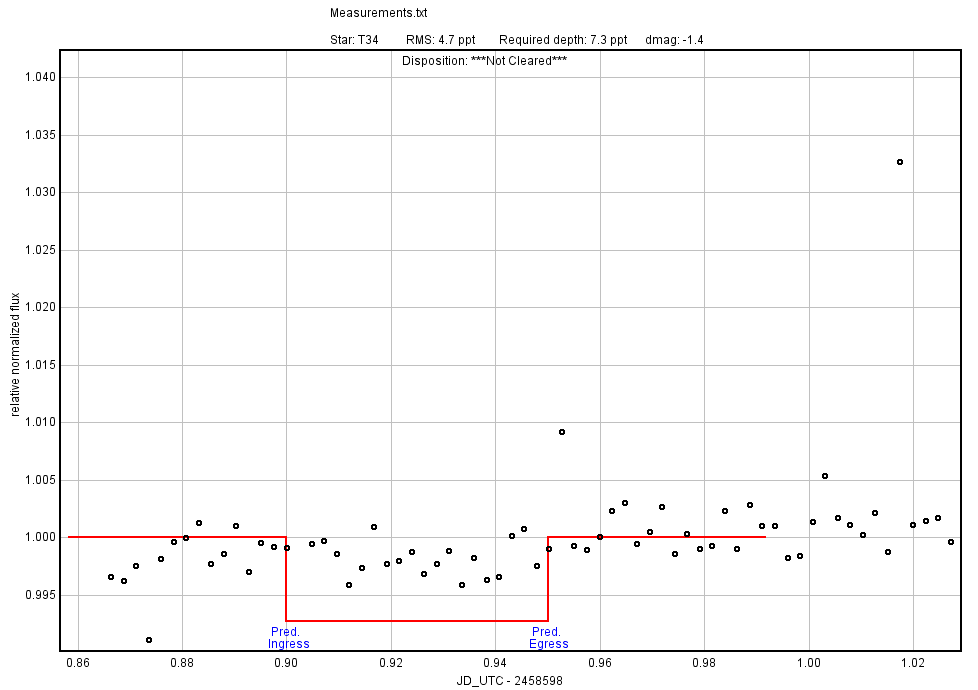 Measurements.txt
Star: T34 RMS: 4.7 ppt Required depth: 7.3 ppt dmag: -1.4
Disposition: ***Not Cleared***
1.040
1.035
1.030
1.025
1.020
1.015
1.010
1.005
1.000
0.995
relative normalized flux
Pred.
Ingress
Pred.
Egress
0.86 0.88 0.90 0.92 0.94 0.96 0.98 1.00 1.02
JD_UTC - 2458598